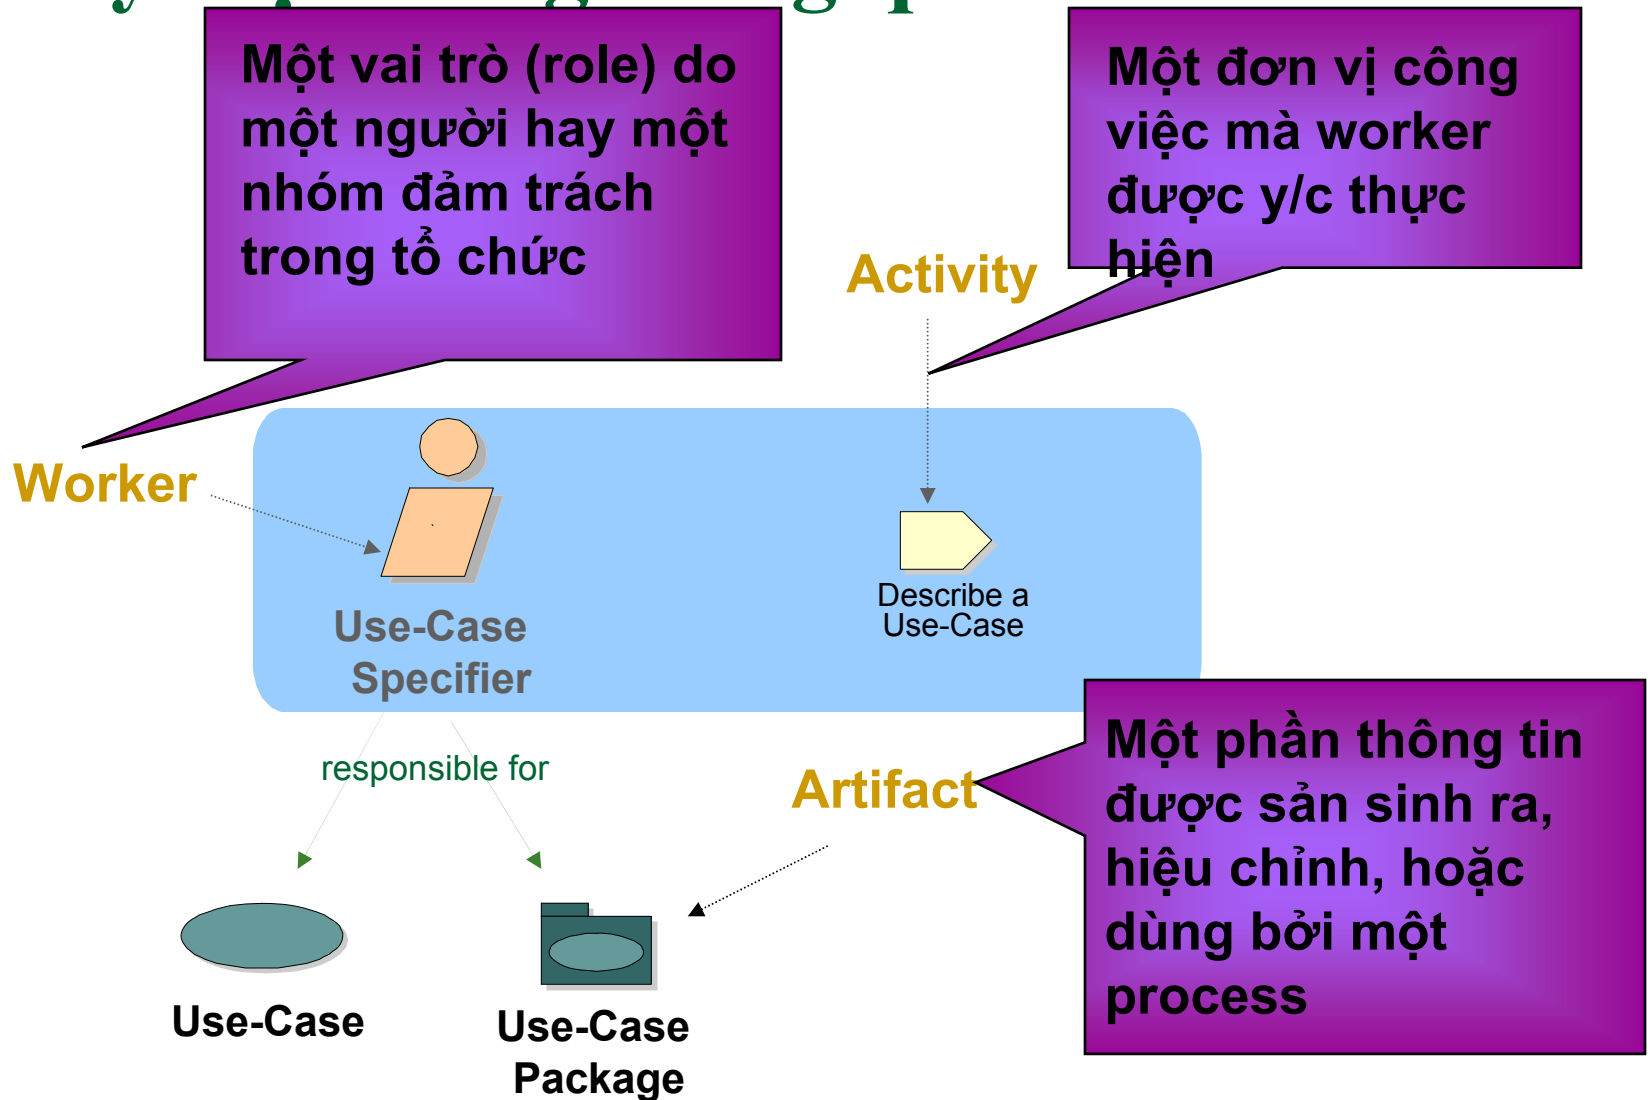 Một vai trò (role) do
một người hay một
nhóm đảm trách
trong tổ chức
Một đơn vị công
việc mà worker
được y/c thực
hiện
Activity
Worker
Use-Case
Specifier
Describe a
Use-Case
responsible for
Artifact
Một phần thông tin
được sản sinh ra,
hiệu chỉnh, hoặc
dùng bởi một
process
Use-Case
Use-Case
Package